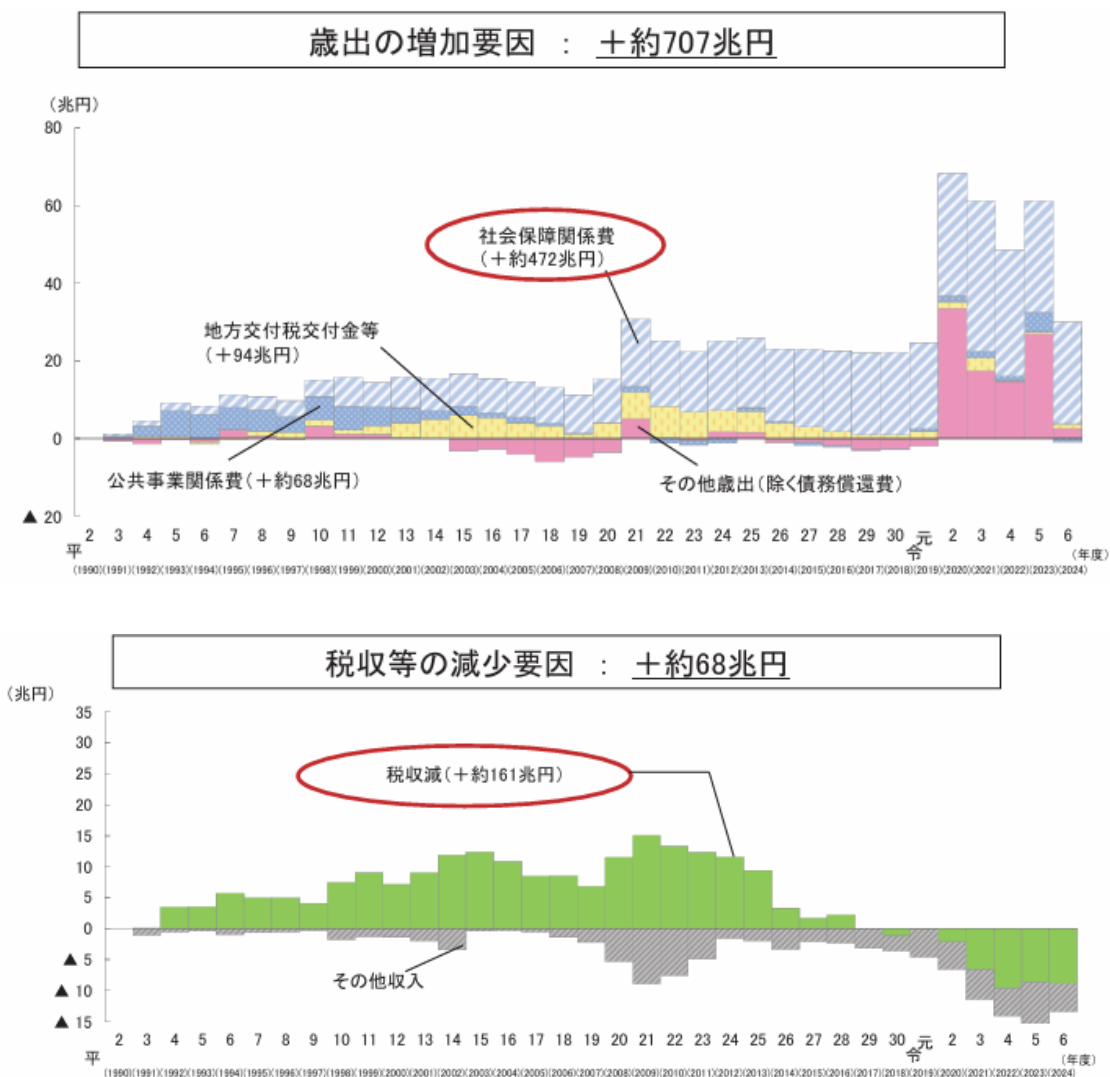 歳出の増加要因 ： ＋約707兆円
（兆円）
80
60
40
20
0
▲ 20
社会保障関係費
（＋約472兆円）
地方交付税交付金等
（＋94兆円）
公共事業関係費（＋約68兆円）
その他歳出（除く債務償還費）
2 3 4 5 6 7 8 9 10 11 12 13 14 15 16 17 18 19 20 21 22 23 24 25 26 27 28 29 30 元 2 3 4 5 6
平 令 （年度）
(1990)(1991)(1992)(1993)(1994)(1995)(1996)(1997)(1998)(1999)(2000)(2001)(2002)(2003)(2004)(2005)(2006)(2007)(2008)(2009)(2010)(2011)(2012)(2013)(2014)(2015)(2016)(2017)(2018)(2019)(2020)(2021)(2022)(2023)(2024)
税収等の減少要因 ： ＋約68兆円
（兆円）
35
30
25
20
15
10
5
0
▲ 5
▲ 10
▲ 15
税収減（＋約161兆円）
その他収入
2 3 4 5 6 7 8 9 10 11 12 13 14 15 16 17 18 19 20 21 22 23 24 25 26 27 28 29 30 元 2 3 4 5 6
平 令 （年度）
(1990)(1991)(1992)(1993)(1994)(1995)(1996)(1997)(1998)(1999)(2000)(2001)(2002)(2003)(2004)(2005)(2006)(2007)(2008)(2009)(2010)(2011)(2012)(2013)(2014)(2015)(2016)(2017)(2018)(2019)(2020)(2021)(2022)(2023)(2024)